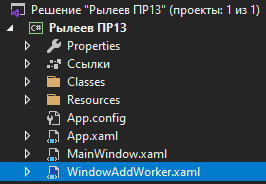 Решение "Рылеев ПР13" (проекты: 1 из 1)
C# Рылеев ПР13
Properties
Ссылки
Classes
Resources
App.config
App.xaml
MainWindow.xaml
WindowAddWorker.xaml